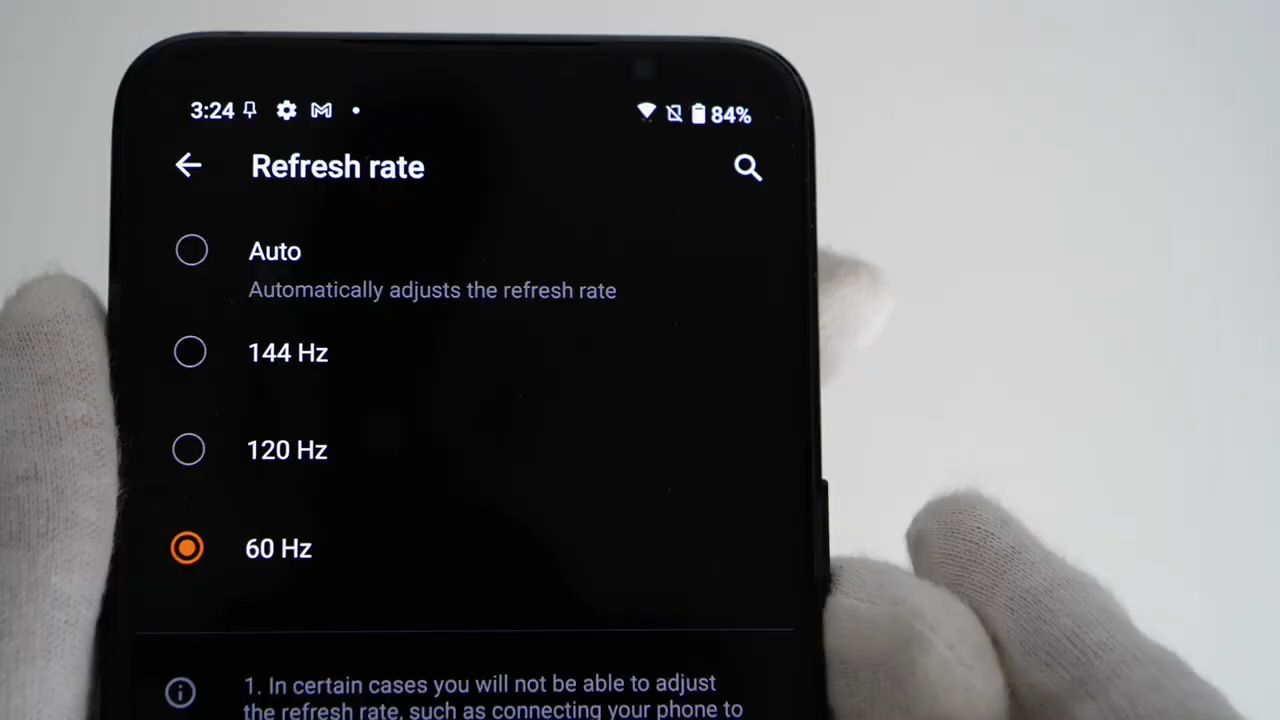 3:24 84%
Refresh rate
Auto
Automatically adjusts the refresh rate
144 Hz
120 Hz
60 Hz
1. In certain cases you will not be able to adjust
the refresh rate, such as connecting your phone to